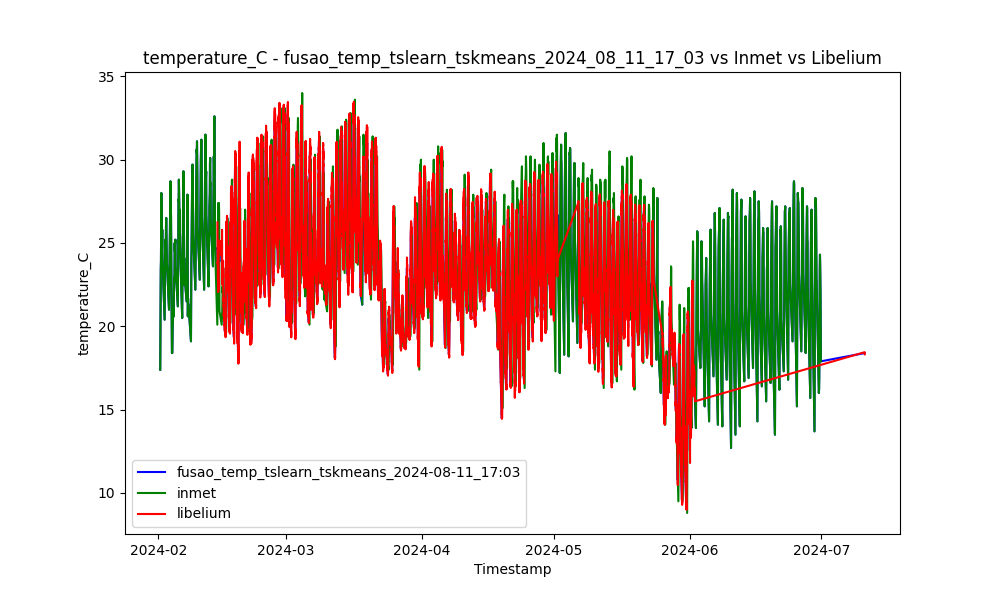 temperature_C - fusao_temp_tslearn_tskmeans_2024_08_11_17_03 vs Inmet vs Libelium
35
30
25
20
15
10
temperature_C
fusao_temp_tslearn_tskmeans_2024-08-11_17:03
inmet
libelium
2024-02 2024-03 2024-04 2024-05 2024-06 2024-07
Timestamp